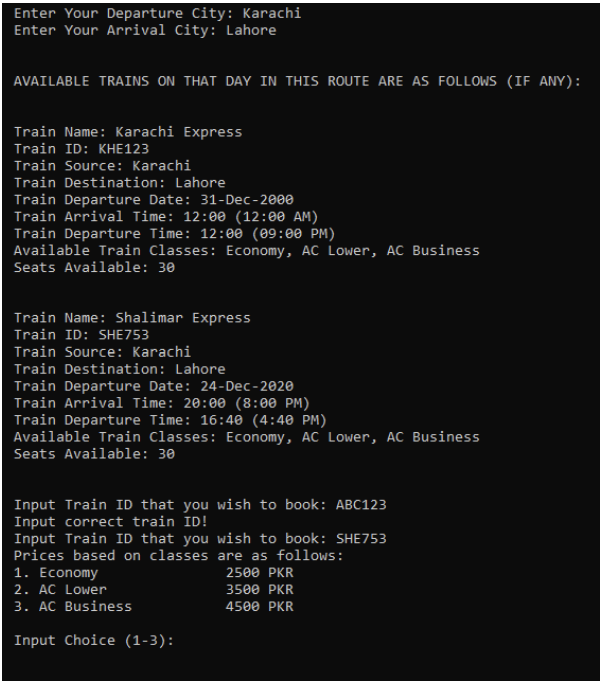 Enter Your Departure City: Karachi
Enter Your Arrival City: Lahore
AVAILABLE TRAINS ON THAT DAY IN THIS ROUTE ARE AS FOLLOWS (IF ANY):
Train Name: Karachi Express
Train ID: KHE123
Train Source: Karachi
Train Destination: Lahore
Train Departure Date: 31-Dec-2000
Train Arrival Time: 12:00 (12:00 AM)
Train Departure Time: 12:00 (09:00 PM)
Available Train Classes: Economy, AC Lower, AC Business
Seats Available: 30
Train Name: Shalimar Express
Train ID: SHE753
Train Source: Karachi
Train Destination: Lahore
Train Departure Date: 24-Dec-2020
Train Arrival Time: 20:00 (8:00 PM)
Train Departure Time: 16:40 (4:40 PM)
Available Train Classes: Economy, AC Lower, AC Business
Seats Available: 30
Input Train ID that you wish to book: ABC123
Input correct train ID!
Input Train ID that you wish to book: SHE753
Prices based on classes are as follows:
1. Economy 2500 PKR
2. AC Lower 3500 PKR
3. AC Business 4500 PKR
Input Choice (1-3):